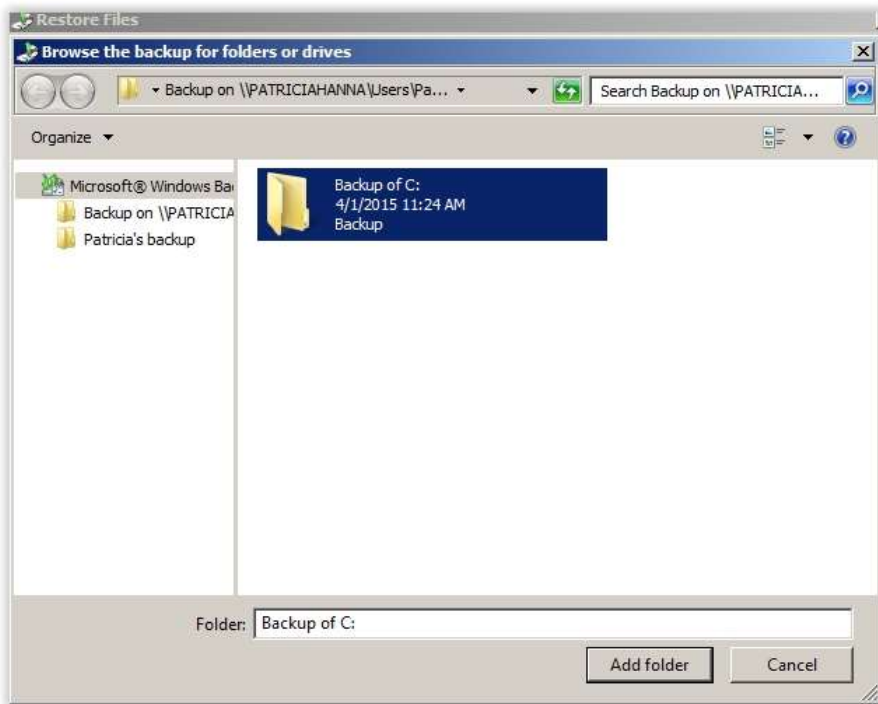 Restore Files
Browse the backup for folders or drives
Backup on \\PATRICIAHANNA\Users\Pa...
Search Backup on \\PATRICIA...
Organize
Microsoft® Windows Ba
Backup on \\PATRICIA
Patricia's backup
Backup of C:
4/1/2015 11:24 AM
Backup
Folder: Backup of C:
Add folder Cancel